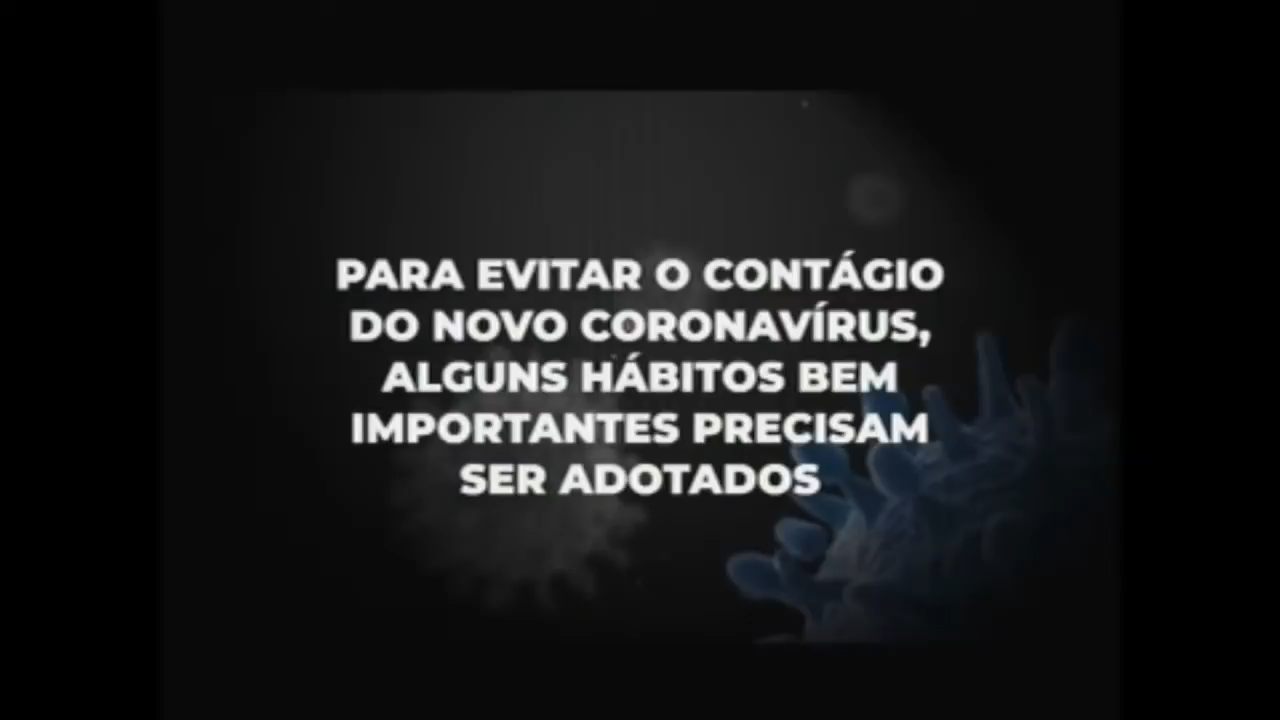 PARA EVITAR O CONTÁGIO
DO NOVO CORONAVÍRUS,
ALGUNS HÁBITOS BEM
IMPORTANTES PRECISAM
SER ADOTADOS